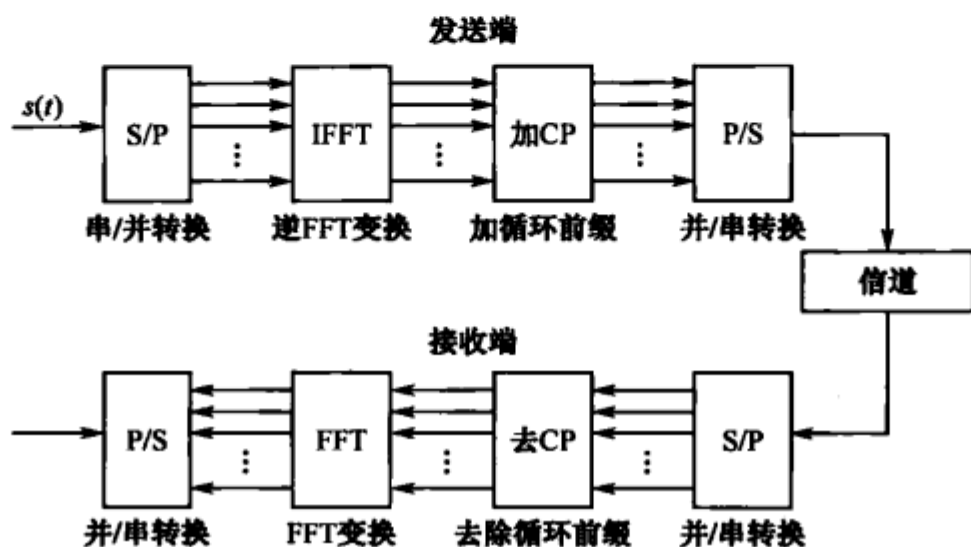 发送端
s(t)
S/P
IFFT
加CP
P/S
串/并转换
逆FFT变换
加循环前缀
并/串转换
信道
接收端
P/S
FFT
去CP
S/P
并/串转换
FFT变换
去除循环前缀
并/串转换